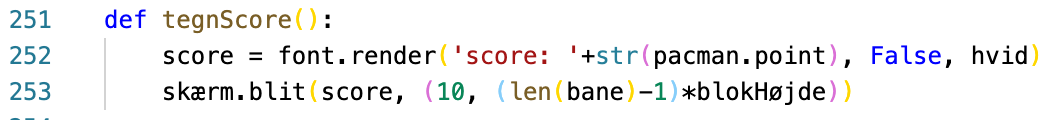 251 def tegnScore():
252 score = font.render('score: '+str(pacman.point), False, hvid)
253 skærm.blit(score, (10, (len(bane)-1)*blokHøjde))